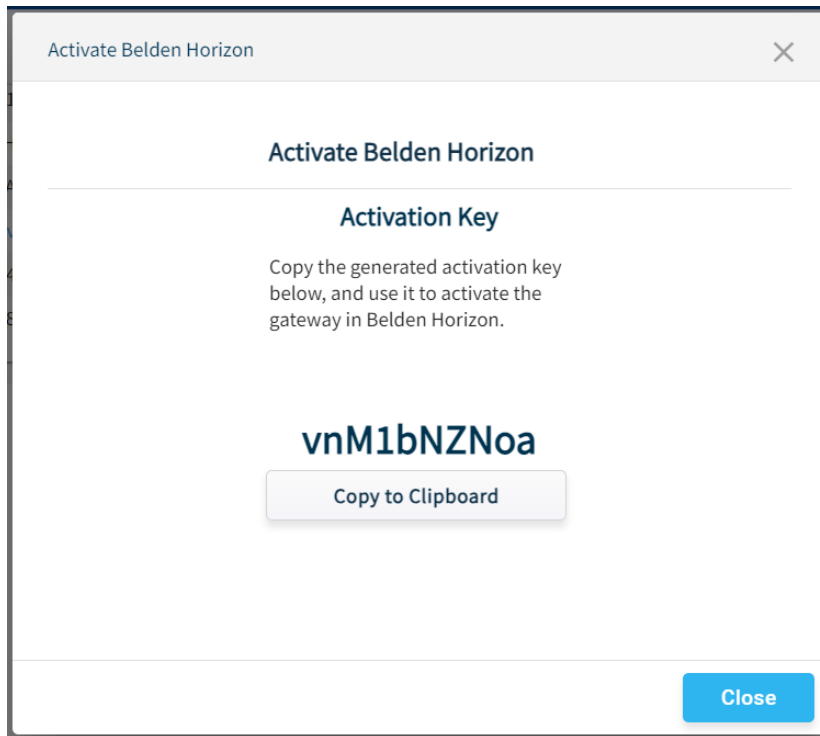 Activate Belden Horizon
Activate Belden Horizon
Activation Key
Copy the generated activation key
below, and use it to activate the
gateway in Belden Horizon.
vnM1bNZNoa
Copy to Clipboard
Close